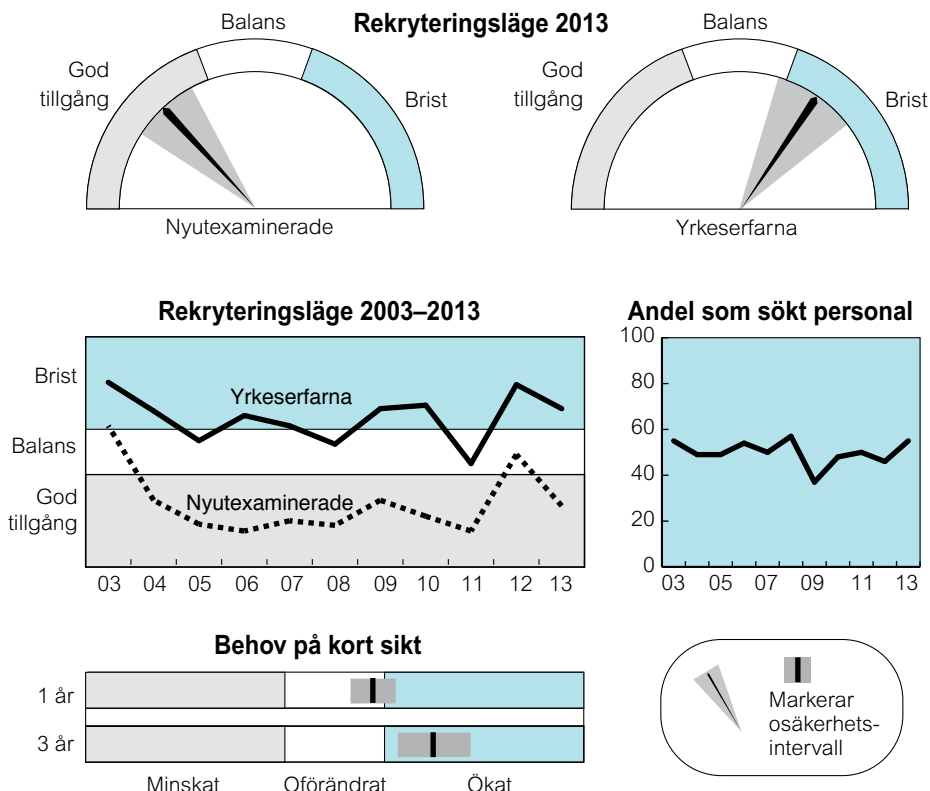 Rekryteringsläge 2013
Balans
God
tillgång
Brist
Nyutexaminerade
Balans
God
tillgång
Brist
Yrkeserfarna
Rekryteringsläge 2003–2013
Brist
Balans
God
tillgång
Yrkeserfarna
Nyutexaminerade
03 04 05 06 07 08 09 10 11 12 13
Andel som sökt personal
100
80
60
40
20
0
03 05 07 09 11 13
Behov på kort sikt
1 år
3 år
Minskat Oförändrat Ökat
Markerar
osäkerhets-
intervall